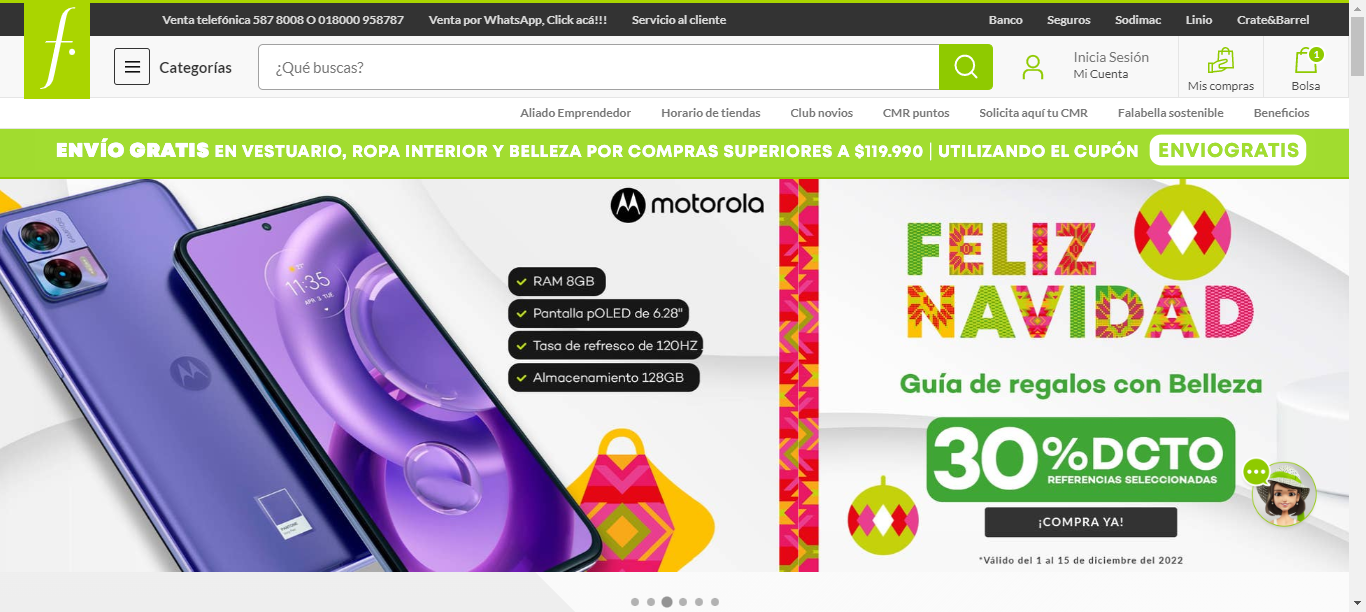 Venta telefónica 587 8008 O 018000 958787 Venta por WhatsApp, Click acá!!! Servicio al cliente Banco Seguros Sodimac Linio Crate&Barrel
f.
Categorías ¿Qué buscas? Inicia Sesión
Mi Cuenta
Mis compras
1
Bolsa
Aliado Emprendedor Horario de tiendas Club novios CMR puntos Solicita aquí tu CMR Falabella sostenible Beneficios
ENVÍO GRATIS EN VESTUARIO, ROPA INTERIOR Y BELLEZA POR COMPRAS SUPERIORES A $119.990 | UTILIZANDO EL CUPÓN ENVIOGRATIS
motorola
11:35
APR 3 TUE
RAM 8GB
Pantalla pOLED de 6.28"
Tasa de refresco de 120HZ .
Almacenamiento 128GB
PANTONE
FELIZ
NAVIDAD
Guía de regalos con Belleza
30%DCTO
REFERENCIAS SELECCIONADAS
¡COMPRA YA!
*Válido del 1 al 15 de diciembre del 2022